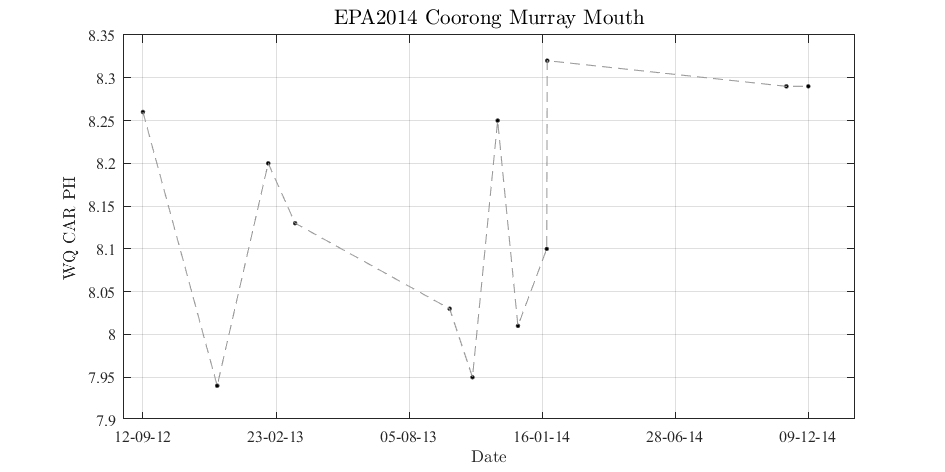 EPA2014 Coorong Murray Mouth
8.35
8.3
8.25
8.2
8.15
8.1
8.05
8
7.95
7.9
WQ CAR PH
12-09-12 23-02-13 05-08-13 16-01-14 28-06-14 09-12-14
Date